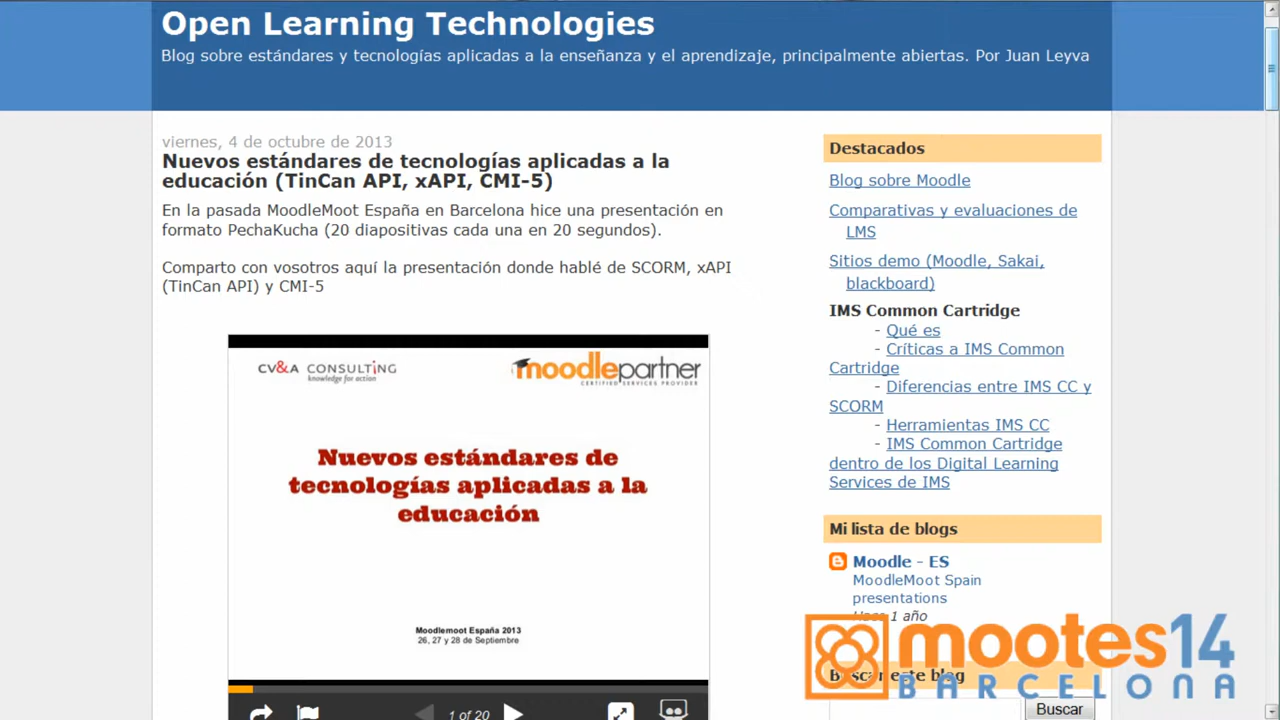 Open Learning Technologies
Blog sobre estándares y tecnologías aplicadas a la enseñanza y el aprendizaje, principalmente abiertas. Por Juan Leyva
viernes, 4 de octubre de 2013
Nuevos estándares de tecnologías aplicadas a la
educación (TinCan API, xAPI, CMI-5)
En la pasada MoodleMoot España en Barcelona hice una presentación en
formato PechaKucha (20 diapositivas cada una en 20 segundos).
Comparto con vosotros aquí la presentación donde hablé de SCORM, xAPI
(TinCan API) y CMI-5
CV&A CONSULTING
knowledge for action
moodlepartner
CERTIFIED SERVICES PROVIDER
Nuevos estándares de
tecnologías aplicadas a la
educación
Moodlemoot España 2013
26, 27 y 28 de Septiembre
1 of 20
Destacados
Blog sobre Moodle
Comparativas y evaluaciones de
LMS
Sitios demo (Moodle, Sakai,
blackboard)
IMS Common Cartridge
- Qué es
- Críticas a IMS Common
Cartridge
- Diferencias entre IMS CC y
SCORM
- Herramientas IMS CC
- IMS Common Cartridge
dentro de los Digital Learning
Services de IMS
Mi lista de blogs
Moodle - ES
MoodleMoot Spain
presentations
Hace 1 año
Buscar este blog
Buscar
mootes14
BARCELONA